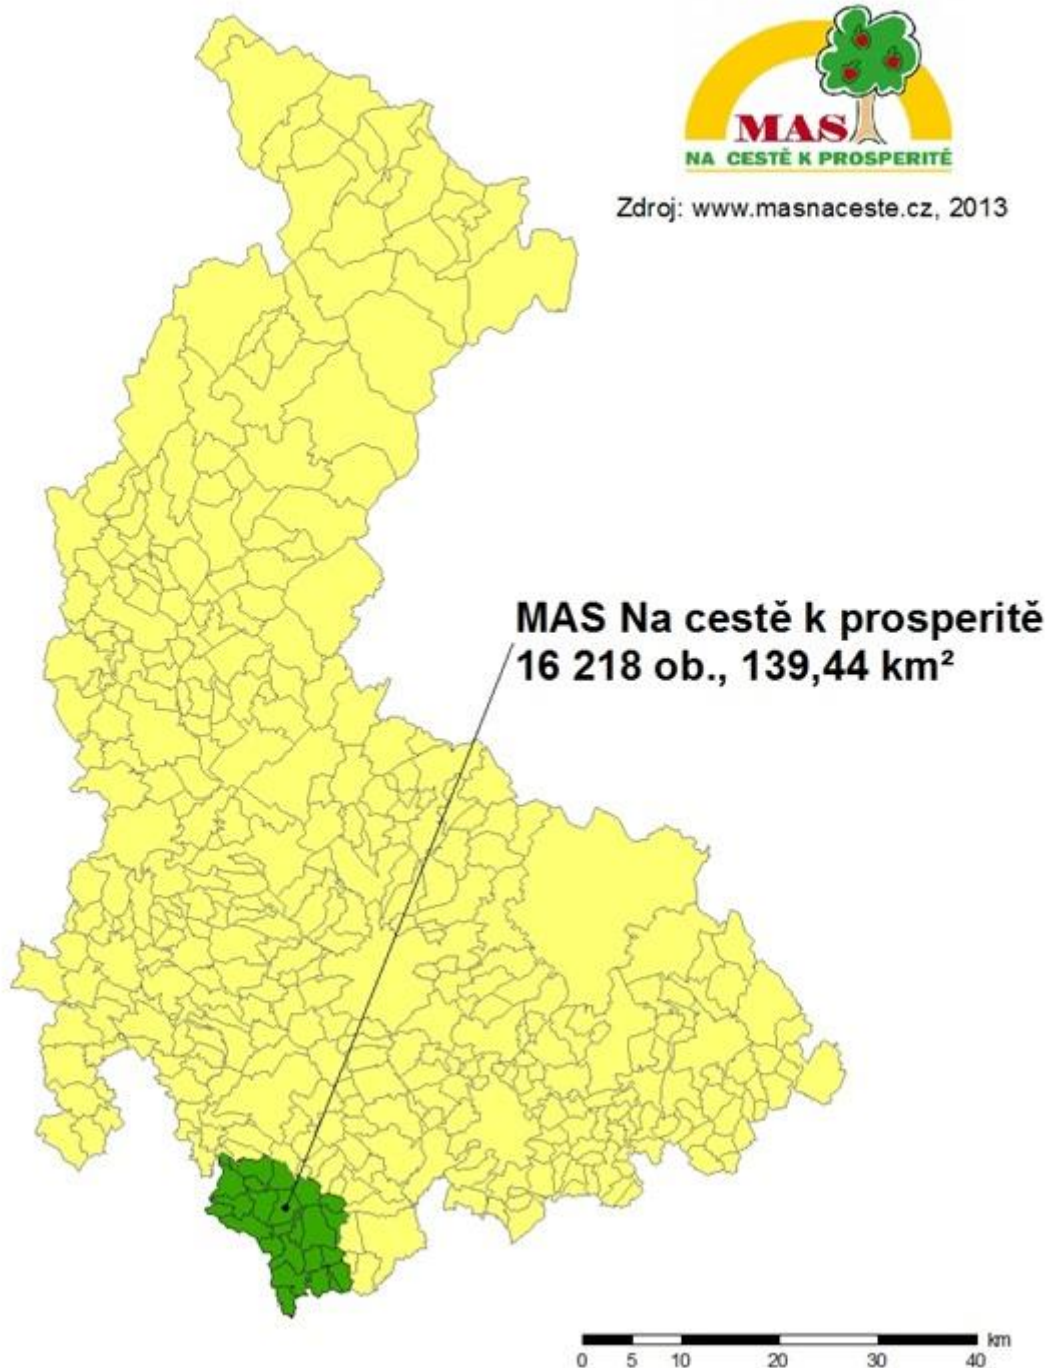 MAS
NA CESTĚ K PROSPERITĚ
Zdroj: www.masnaceste.cz, 2013
MAS Na cestě k prosperitě
16 218 ob., 139,44 km²
km
0 5 10 20 30 40